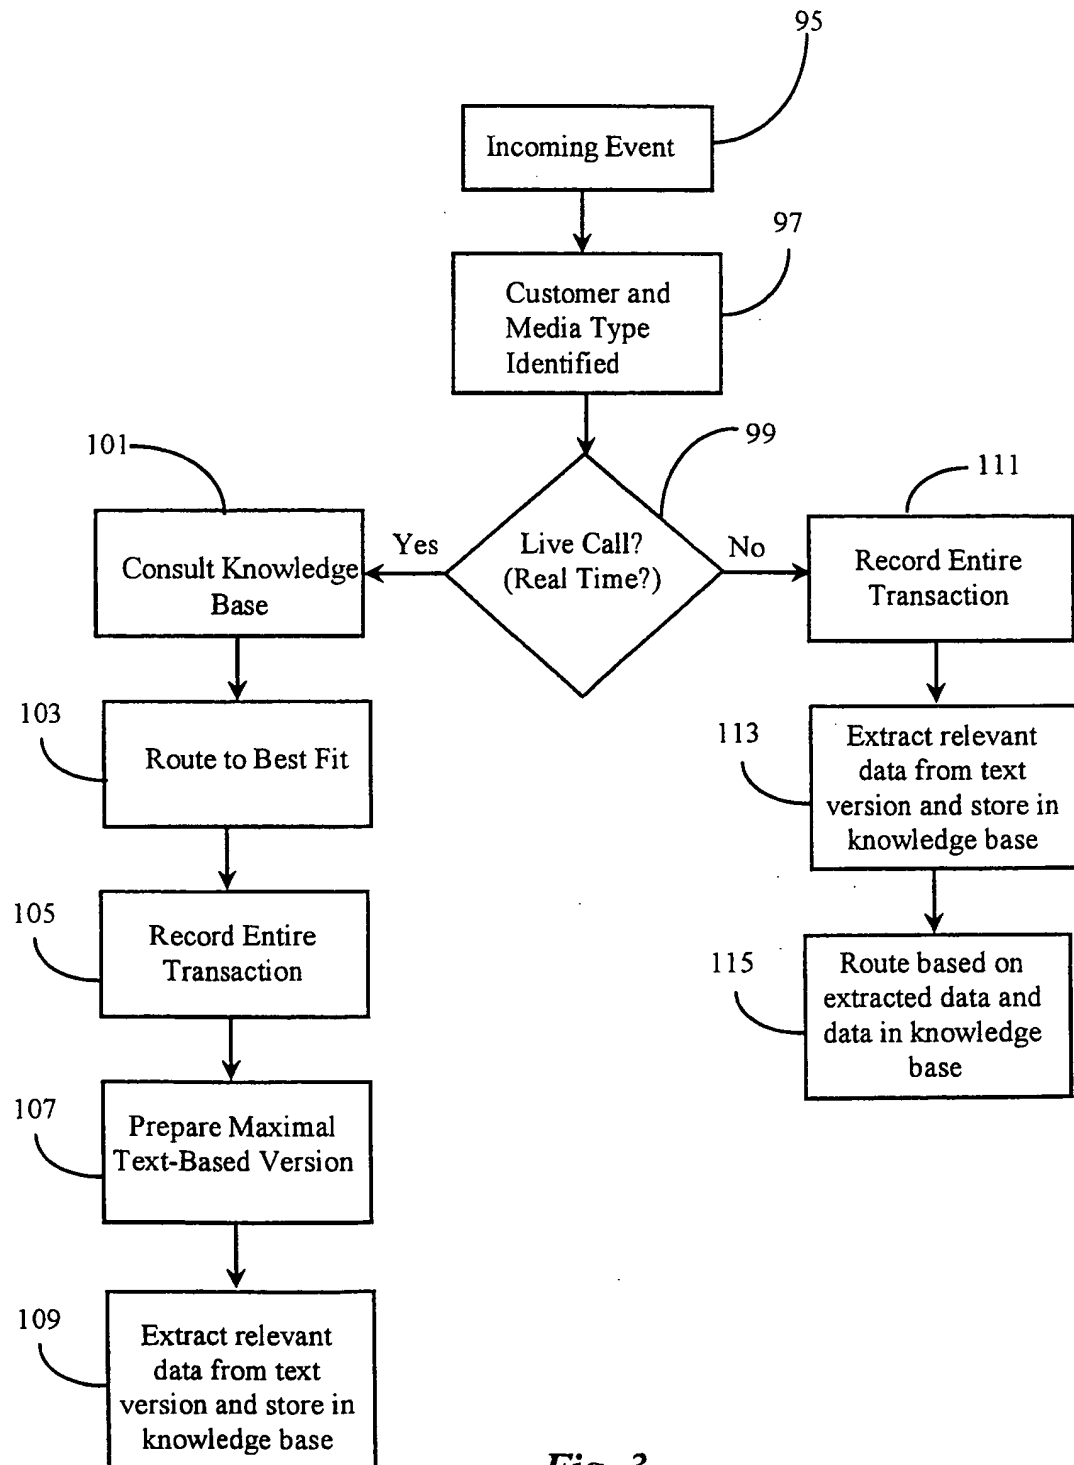 95
Incoming Event
97
Customer and
Media Type
Identified
99
Live Call?
(Real Time?)
Yes
No
101
Consult Knowledge
Base
103
Route to Best Fit
105
Record Entire
Transaction
107
Prepare Maximal
Text-Based Version
109
Extract relevant
data from text
version and store in
knowledge base
111
Record Entire
Transaction
113
Extract relevant
data from text
version and store in
knowledge base
115
Route based on
extracted data and
data in knowledge
base
Fig. 3